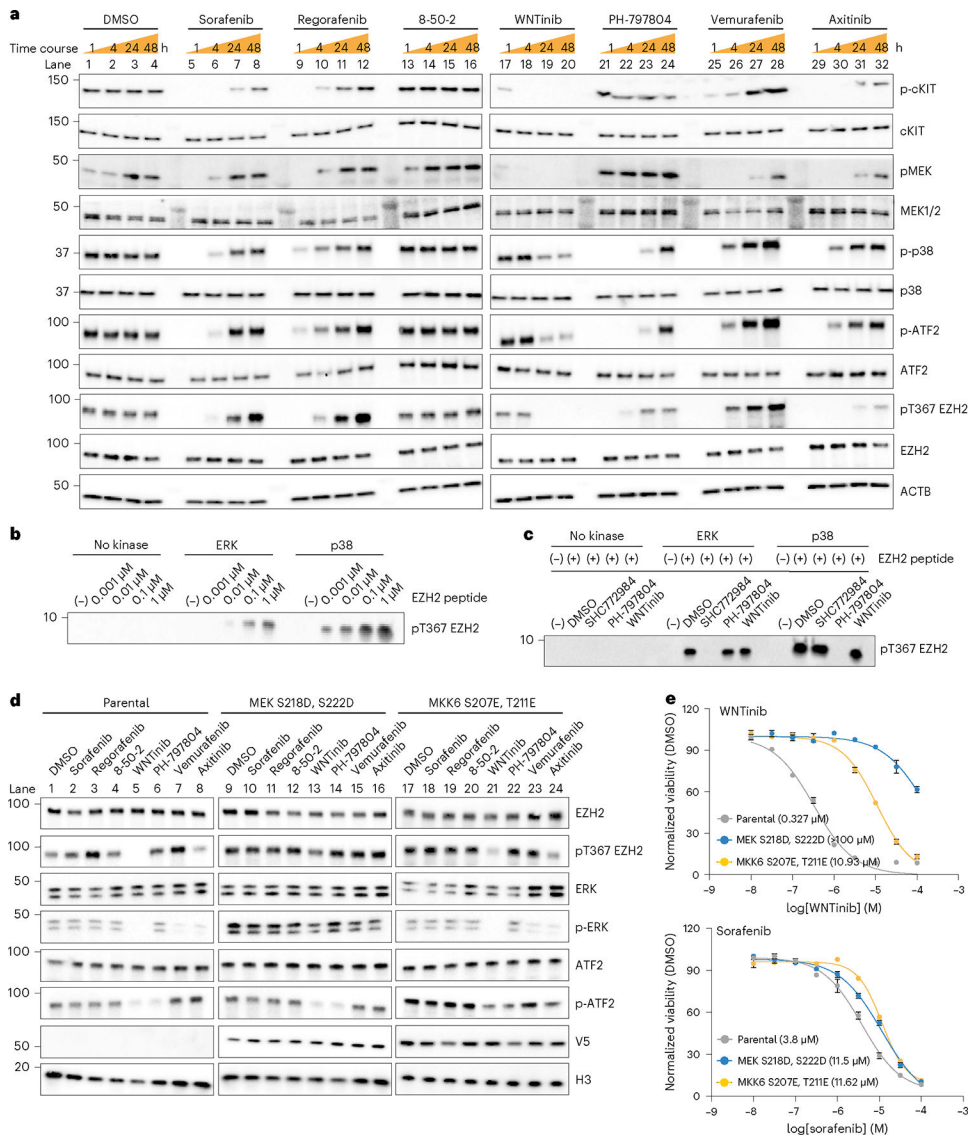 a
DMSO Sorafenib Regorafenib 8-50-2 WNTinib PH-797804 Vemurafenib Axitinib
Time course 1 4 24 48 h 1 4 24 48 1 4 24 48 1 4 24 48 1 4 24 48 1 4 24 48 1 4 24 48 1 4 24 48 h
Lane 1 2 3 4 5 6 7 8 9 10 11 12 13 14 15 16 17 18 19 20 21 22 23 24 25 26 27 28 29 30 31 32
150 p-cKIT
150 cKIT
50 pMEK
50 MEK1/2
37 p-p38
37 p38
100 p-ATF2
100 ATF2
100 pT367 EZH2
100 EZH2
50 ACTB
b
No kinase ERK p38
(–) 0.001 µM 0.01 µM 0.1 µM 1 µM (–) 0.001 µM 0.01 µM 0.1 µM 1 µM (–) 0.001 µM 0.01 µM 0.1 µM 1 µM EZH2 peptide
10 pT367 EZH2
c
No kinase ERK p38
(–) (+) (+) (+) (+) (–) (+) (+) (+) (+) (–) (+) (+) (+) (+) EZH2 peptide
(–) DMSO SHC772984 PH-797804 WNTinib (–) DMSO SHC772984 PH-797804 WNTinib (–) DMSO SHC772984 PH-797804 WNTinib
10 pT367 EZH2
d
Parental MEK S218D, S222D MKK6 S207E, T211E
DMSO Sorafenib Regorafenib 8-50-2 WNTinib PH-797804 Vemurafenib Axitinib DMSO Sorafenib Regorafenib 8-50-2 WNTinib PH-797804 Vemurafenib Axitinib DMSO Sorafenib Regorafenib 8-50-2 WNTinib PH-797804 Vemurafenib Axitinib
Lane 1 2 3 4 5 6 7 8 9 10 11 12 13 14 15 16 17 18 19 20 21 22 23 24
100 EZH2
100 pT367 EZH2
50 ERK
50 p-ERK
100 ATF2
100 p-ATF2
50 V5
20 H3
e
WNTinib
Normalized viability (DMSO)
120
90
60
30
0
Parental (0.327 µM)
MEK S218D, S222D (>100 µM)
MKK6 S207E, T211E (10.93 µM)
–9 –8 –7 –6 –5 –4 –3
log[WNTinib] (M)
Sorafenib
Normalized viability (DMSO)
120
90
60
30
0
Parental (3.8 µM)
MEK S218D, S222D (11.5 µM)
MKK6 S207E, T211E (11.62 µM)
–9 –8 –7 –6 –5 –4 –3
log[sorafenib] (M)